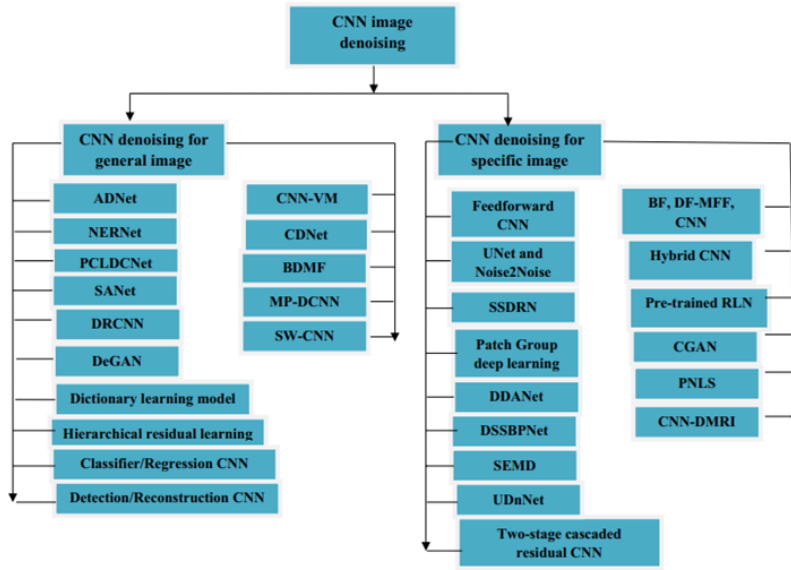 CNN image
denoising
CNN denoising for
general image
ADNet
NERNet
PCLDCNet
SANet
DRCNN
DeGAN
Dictionary learning model
Hierarchical residual learning
Classifier/Regression CNN
Detection/Reconstruction CNN
CNN-VM
CDNet
BDMF
MP-DCNN
SW-CNN
CNN denoising for
specific image
Feedforward
CNN
UNet and
Noise2Noise
SSDRN
Patch Group
deep learning
DDANet
DSSBPNet
SEMD
UDnNet
Two-stage cascaded
residual CNN
BF, DF-MFF,
CNN
Hybrid CNN
Pre-trained RLN
CGAN
PNLS
CNN-DMRI